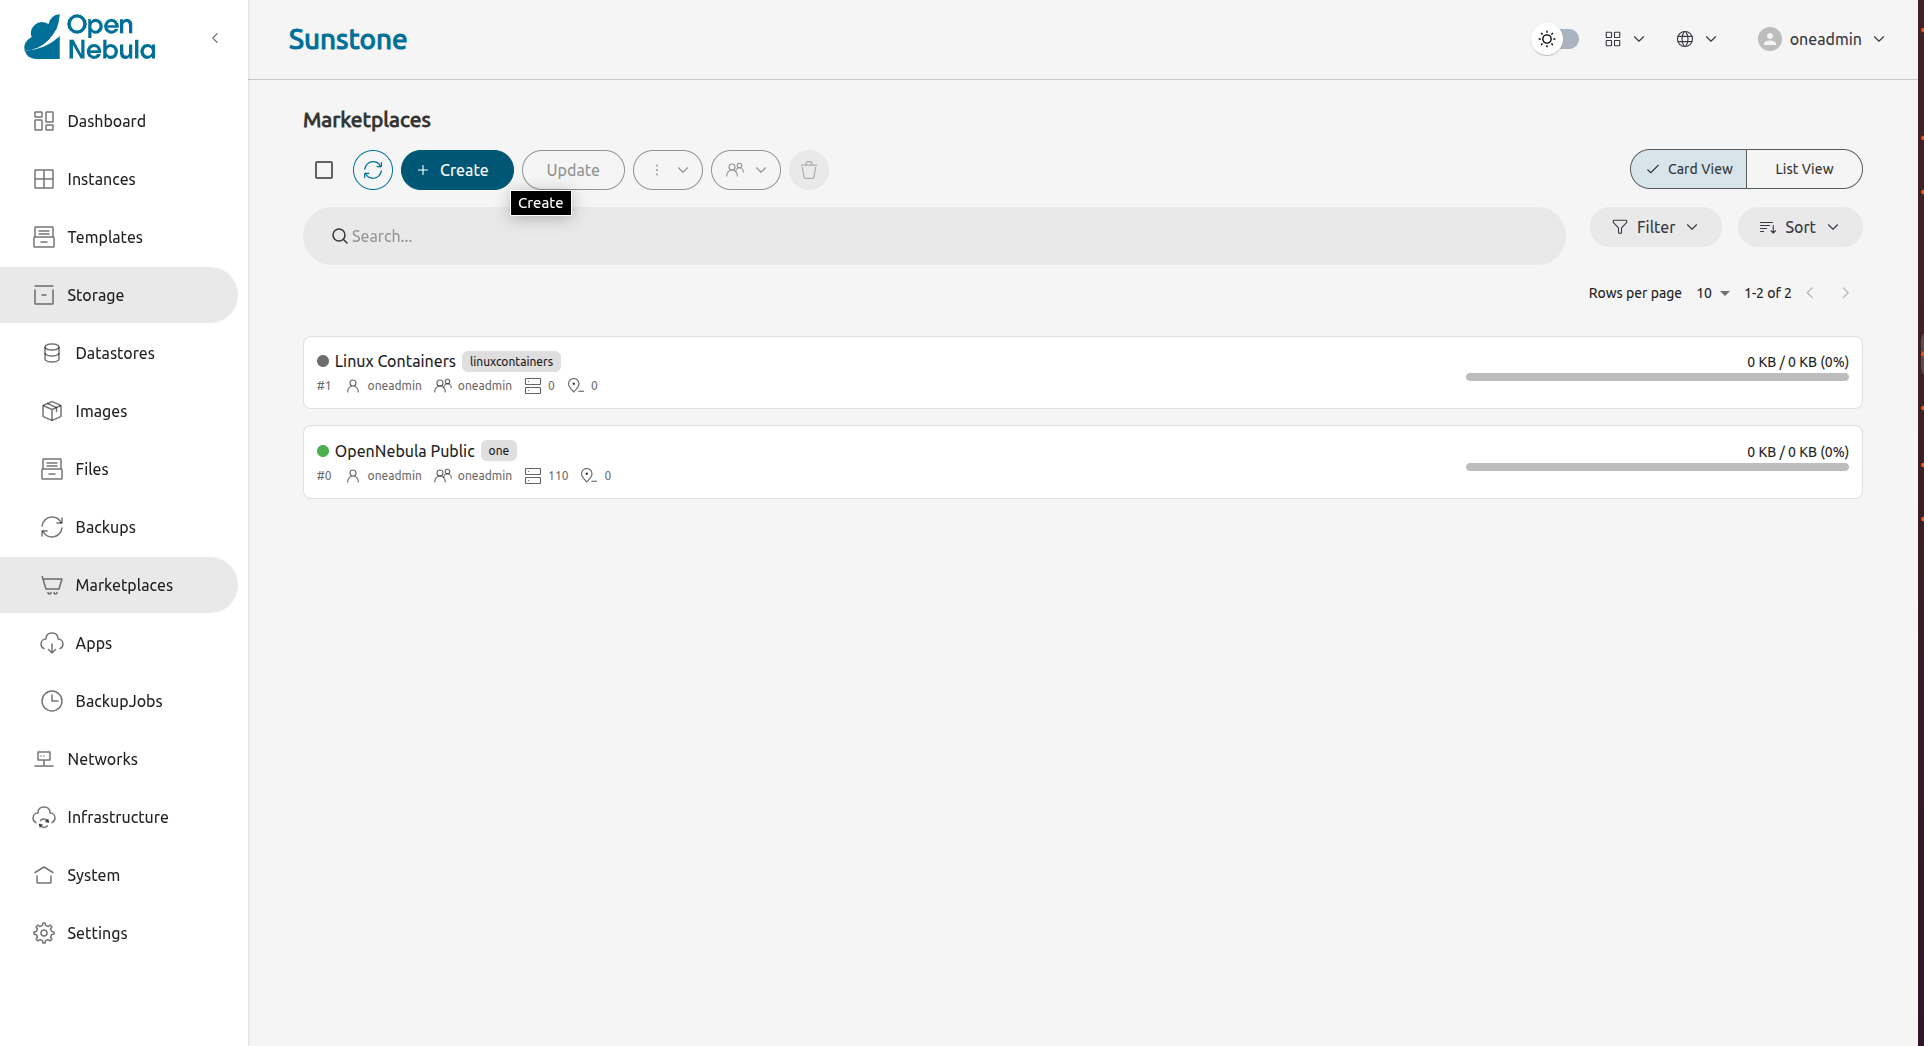 Open
Nebula
Sunstone
oneadmin
Dashboard
Instances
Templates
Storage
Datastores
Images
Files
Backups
Marketplaces
Apps
BackupJobs
Networks
Infrastructure
System
Settings
Marketplaces
+ Create
Update
Card View
List View
Create
Search...
Filter
Sort
Rows per page 10 1-2 of 2
Linux Containers linuxcontainers
0 KB / 0 KB (0%)
#1 oneadmin oneadmin 0 0
OpenNebula Public one
0 KB / 0 KB (0%)
#0 oneadmin oneadmin 110 0